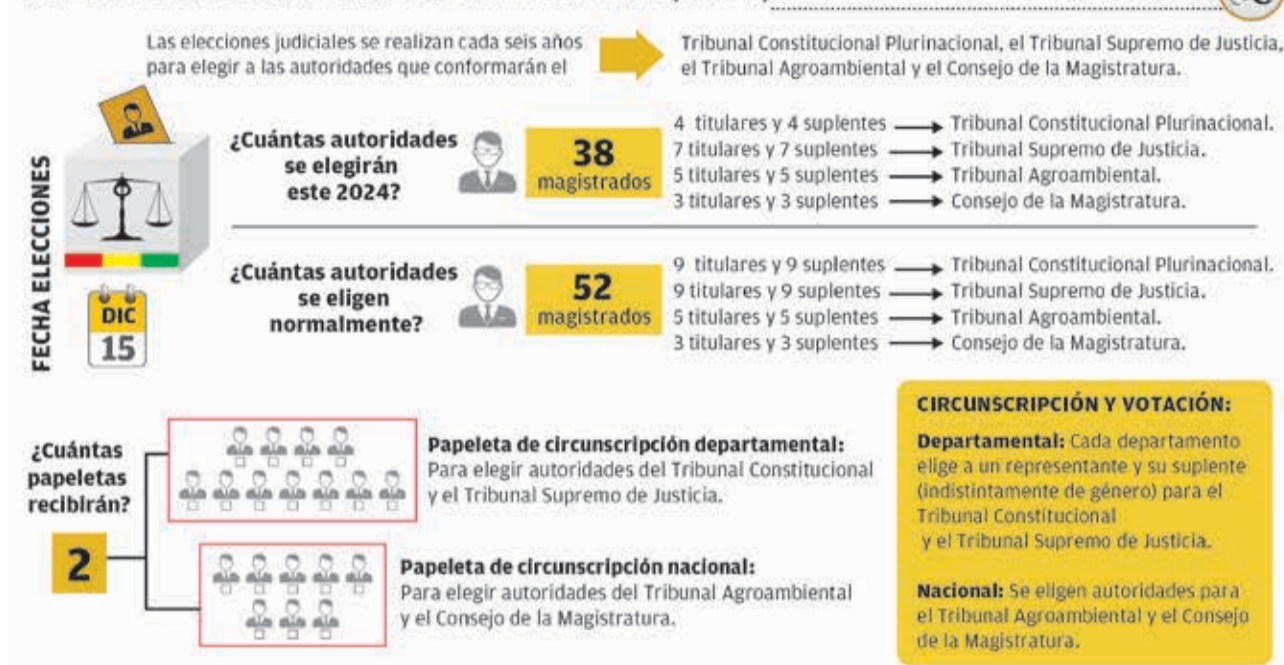 Las elecciones judiciales se realizan cada seis años
para elegir a las autoridades que conformarán el
Tribunal Constitucional Plurinacional, el Tribunal Supremo de Justicia,
el Tribunal Agroambiental y el Consejo de la Magistratura.
FECHA ELECCIONES
DIC
15
¿Cuántas autoridades
se elegirán
este 2024?
38
magistrados
4 titulares y 4 suplentes
Tribunal Constitucional Plurinacional.
7 titulares y 7 suplentes
Tribunal Supremo de Justicia.
5 titulares y 5 suplentes
Tribunal Agroambiental.
3 titulares y 3 suplentes
Consejo de la Magistratura.
¿Cuántas autoridades
se eligen
normalmente?
52
magistrados
9 titulares y 9 suplentes
Tribunal Constitucional Plurinacional.
9 titulares y 9 suplentes
Tribunal Supremo de Justicia.
5 titulares y 5 suplentes
Tribunal Agroambiental.
3 titulares y 3 suplentes
Consejo de la Magistratura.
¿Cuántas
papeletas
recibirán?
2
Papeleta de circunscripción departamental:
Para elegir autoridades del Tribunal Constitucional
y el Tribunal Supremo de Justicia.
Papeleta de circunscripción nacional:
Para elegir autoridades del Tribunal Agroambiental
y el Consejo de la Magistratura.
CIRCUNSCRIPCIÓN Y VOTACIÓN:
Departamental: Cada departamento
elige a un representante y su suplente
(indistintamente de género) para el
Tribunal Constitucional
y el Tribunal Supremo de Justicia.
Nacional: Se eligen autoridades para
el Tribunal Agroambiental y el Consejo
de la Magistratura.